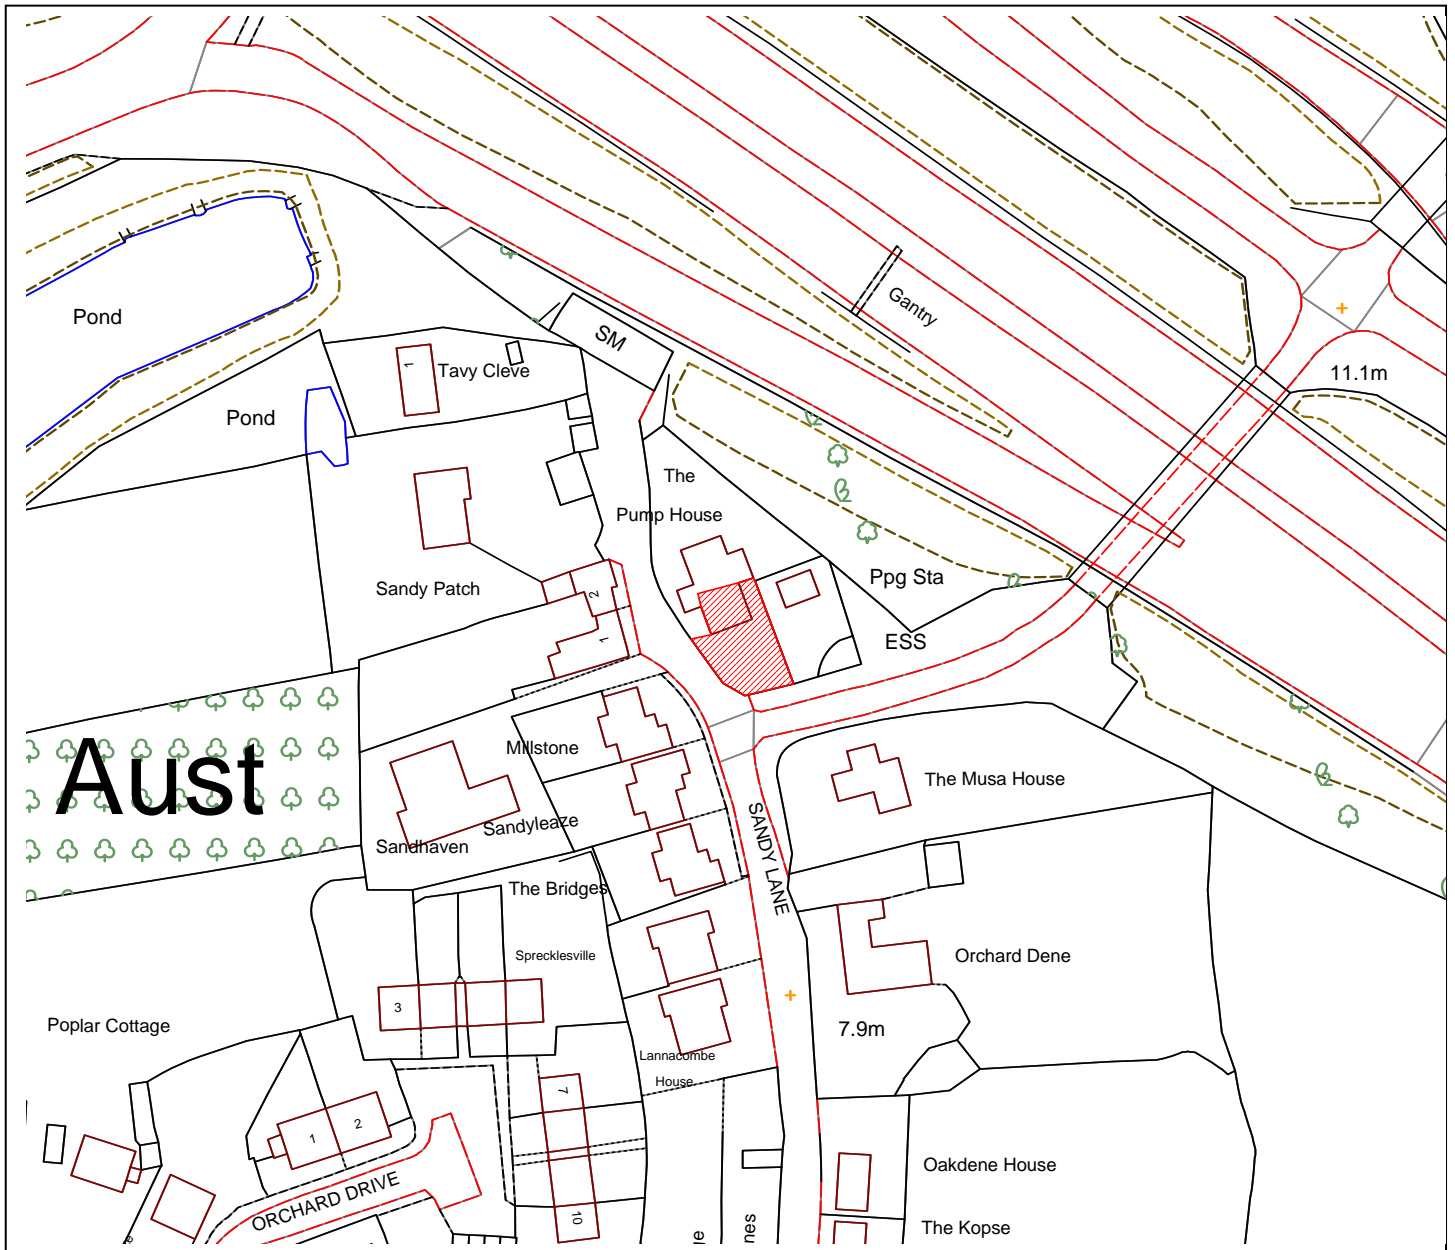 Pond
Gantry
SM
1
Tavy Cleve
11.1m
Pond
The
Pump House
Ppg Sta
Sandy Patch
2
1
ESS
Aust
Millstone
The Musa House
Sandyleaze
SANDY LANE
Sandhaven
The Bridges
Sprecklesville
Orchard Dene
3
Poplar Cottage
7.9m
Lannacombe
House
7
1
2
Oakdene House
ORCHARD DRIVE
10
The Kopse